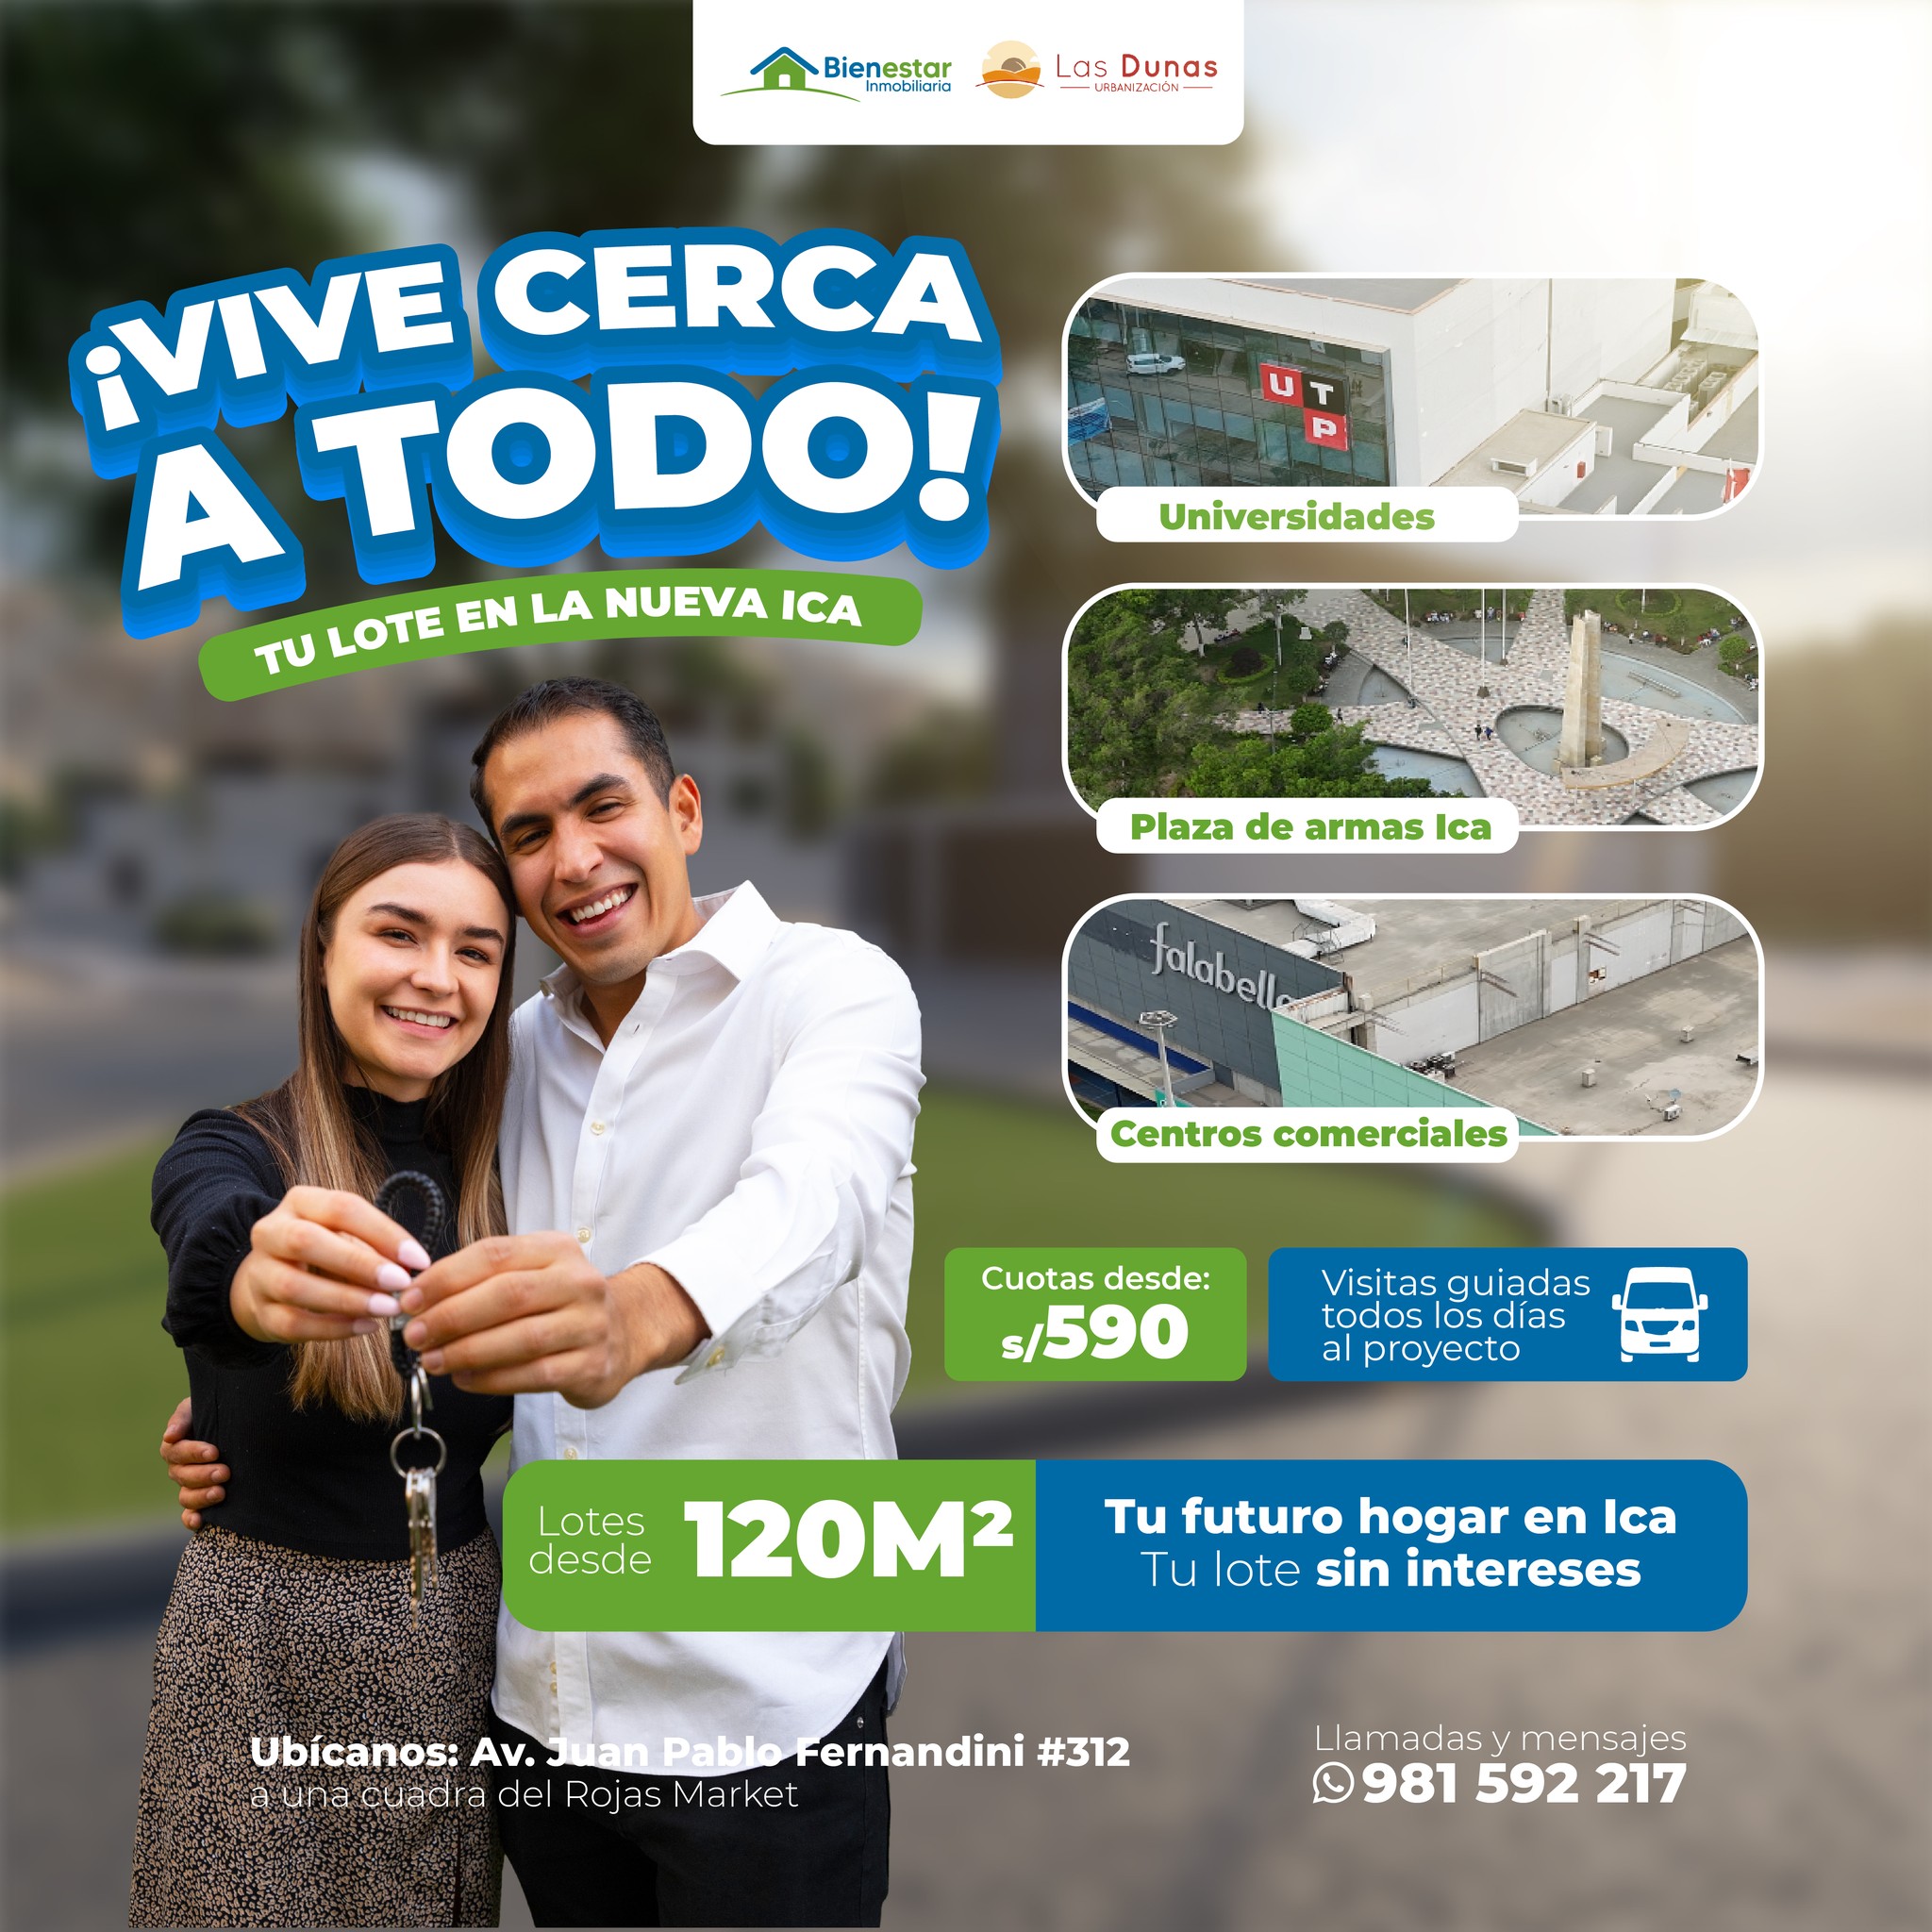 Bienestar
Inmobiliaria
Las Dunas
URBANIZACIÓN
¡VIVE CERCA
A TODO!
TU LOTE EN LA NUEVA ICA
UTP
Universidades
Plaza de armas Ica
falabella
Centros comerciales
Cuotas desde:
s/590
Visitas guiadas
todos los días
al proyecto
Lotes
desde
120M²
Tu futuro hogar en Ica
Tu lote sin intereses
Ubícanos: Av. Juan Pablo Fernandini #312
a una cuadra del Rojas Market
Llamadas y mensajes
981 592 217